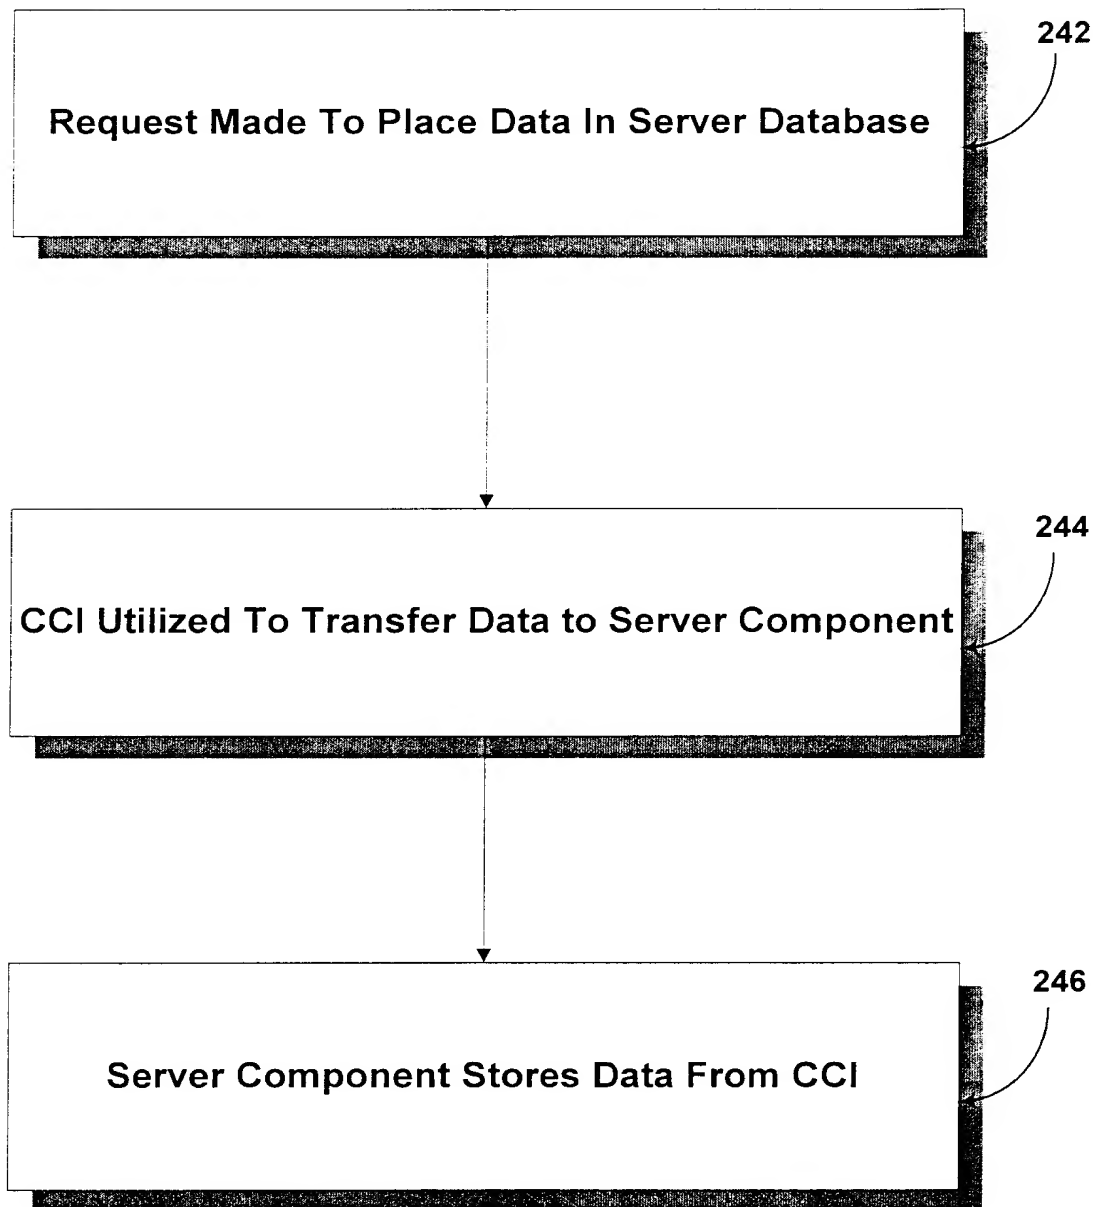 242
Request Made To Place Data In Server Database
244
CCI Utilized To Transfer Data to Server Component
246
Server Component Stores Data From CCI